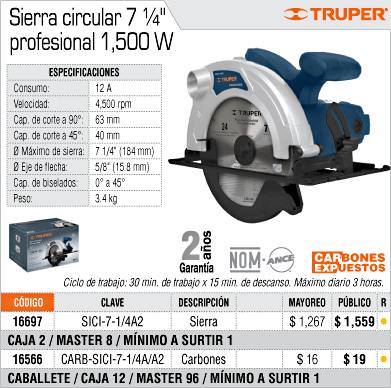 Sierra circular 7 ¼"
profesional 1,500 W
TRUPER®
ESPECIFICACIONES
Consumo: 12 A
Velocidad: 4,500 rpm
Cap. de corte a 90°: 63 mm
Cap. de corte a 45°: 40 mm
Ø Máximo de sierra: 7 1/4" (184 mm)
Ø Eje de flecha: 5/8" (15.8 mm)
Cap. de biselados: 0° a 45°
Peso: 3.4 kg
TRUPER
24 7
2 años
Garantía
NOM-ANCE
CARBONES
EXPUESTOS
Ciclo de trabajo: 30 min. de trabajo x 15 min. de descanso. Máximo diario 3 horas.
CÓDIGO CLAVE DESCRIPCIÓN MAYOREO PÚBLICO R
16697 SICI-7-1/4A2 Sierra $ 1,267 $ 1,559
CAJA 2 / MASTER 8 / MÍNIMO A SURTIR 1
16566 CARB-SICI-7-1/4A/A2 Carbones $ 16 $ 19
CABALLETE / CAJA 12 / MASTER 96 / MÍNIMO A SURTIR 1